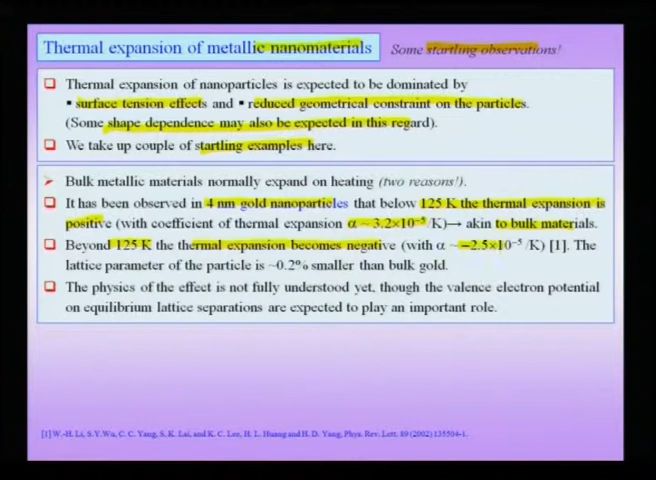 Thermal expansion of metallic nanomaterials Some startling observations!
Thermal expansion of nanoparticles is expected to be dominated by
▪ surface tension effects and ▪ reduced geometrical constraint on the particles.
(Some shape dependence may also be expected in this regard).
We take up couple of startling examples here.
Bulk metallic materials normally expand on heating (two reasons!).
It has been observed in 4 nm gold nanoparticles that below 125 K the thermal expansion is
positive (with coefficient of thermal expansion α ~ 3.2×10⁻⁵ /K)→ akin to bulk materials.
Beyond 125 K the thermal expansion becomes negative (with α ~ −2.5×10⁻⁵ /K) [1]. The
lattice parameter of the particle is ~0.2% smaller than bulk gold.
The physics of the effect is not fully understood yet, though the valence electron potential
on equilibrium lattice separations are expected to play an important role.
[1] W.-H. Li, S.Y.Wu, C. C. Yang, S. K. Lai, and K. C. Lee, H. L. Huang and H. D. Yang, Phys. Rev. Lett. 89 (2002) 135504-1.